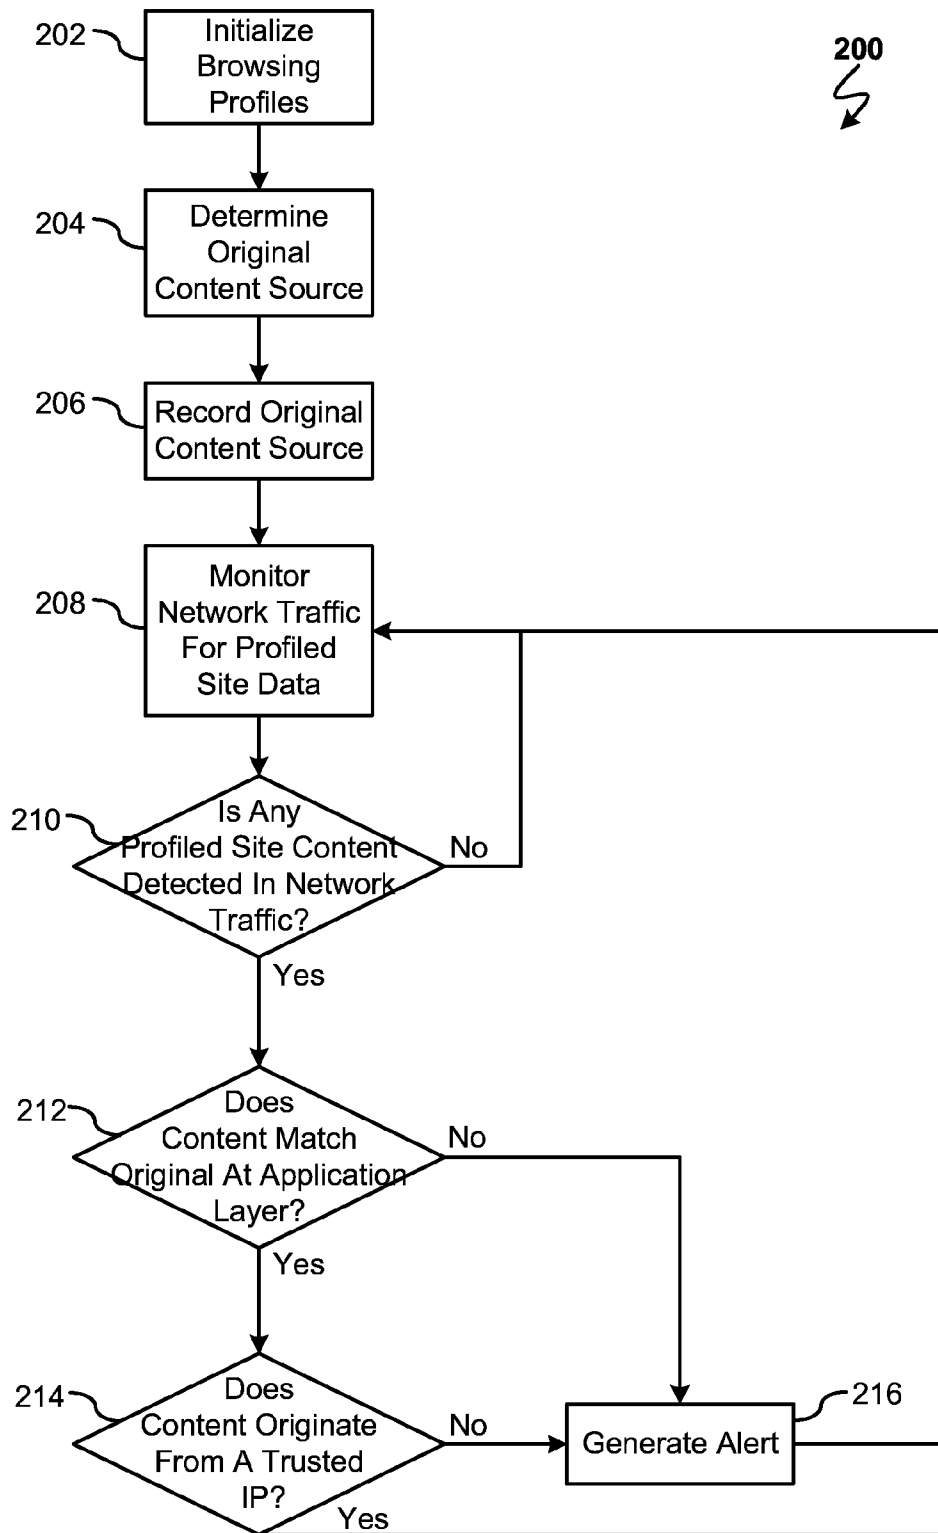 202
Initialize
Browsing
Profiles
200
204
Determine
Original
Content Source
206
Record Original
Content Source
208
Monitor
Network Traffic
For Profiled
Site Data
210
Is Any
Profiled Site Content
Detected In Network
Traffic?
No
Yes
212
Does
Content Match
Original At Application
Layer?
No
Yes
214
Does
Content Originate
From A Trusted
IP?
No
Yes
Generate Alert
216